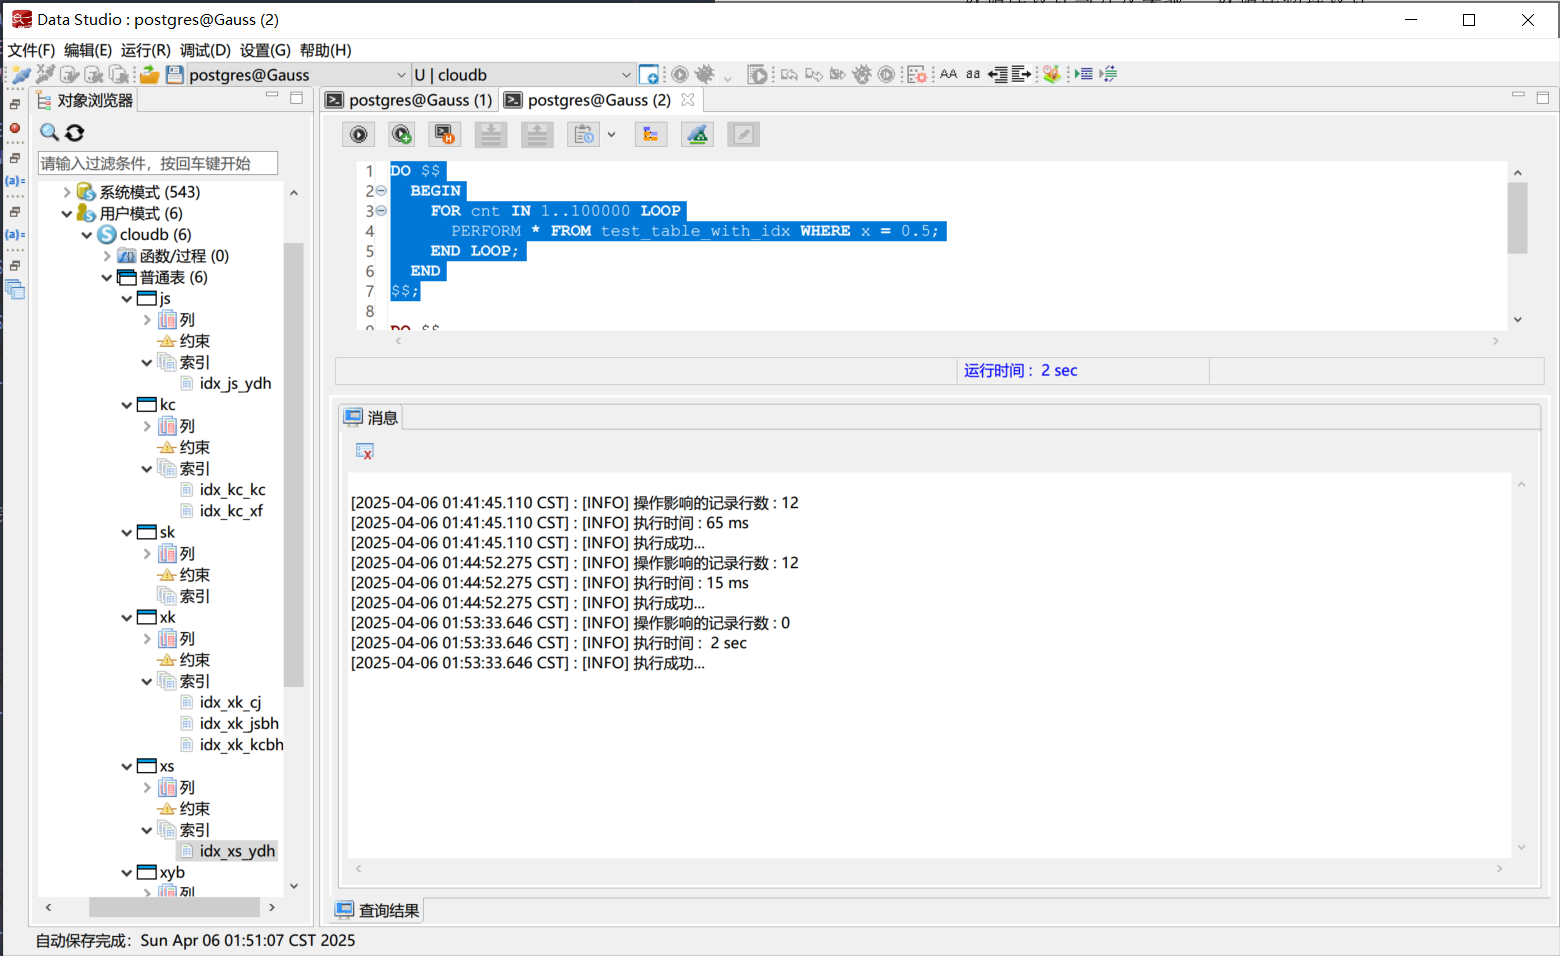 Data Studio : postgres@Gauss (2)
文件(F) 编辑(E) 运行(R) 调试(D) 设置(G) 帮助(H)
postgres@Gauss
U | cloudb
AA aa
对象浏览器
请输入过滤条件，按回车键开始
系统模式 (543)
用户模式 (6)
cloudb (6)
函数/过程 (0)
普通表 (6)
js
列
约束
索引
idx_js_ydh
kc
列
约束
索引
idx_kc_kc
idx_kc_xf
sk
列
约束
索引
xk
列
约束
索引
idx_xk_cj
idx_xk_jsbh
idx_xk_kcbh
xs
列
约束
索引
idx_xs_ydh
xyb
列
postgres@Gauss (1)
postgres@Gauss (2)
1 DO $$
2 BEGIN
3 FOR cnt IN 1..100000 LOOP
4 PERFORM * FROM test_table_with_idx WHERE x = 0.5;
5 END LOOP;
6 END
7 $$;
8
9 DO $$
运行时间： 2 sec
消息
[2025-04-06 01:41:45.110 CST] : [INFO] 操作影响的记录行数 : 12
[2025-04-06 01:41:45.110 CST] : [INFO] 执行时间 : 65 ms
[2025-04-06 01:41:45.110 CST] : [INFO] 执行成功...
[2025-04-06 01:44:52.275 CST] : [INFO] 操作影响的记录行数 : 12
[2025-04-06 01:44:52.275 CST] : [INFO] 执行时间 : 15 ms
[2025-04-06 01:44:52.275 CST] : [INFO] 执行成功...
[2025-04-06 01:53:33.646 CST] : [INFO] 操作影响的记录行数 : 0
[2025-04-06 01:53:33.646 CST] : [INFO] 执行时间 : 2 sec
[2025-04-06 01:53:33.646 CST] : [INFO] 执行成功...
查询结果
自动保存完成： Sun Apr 06 01:51:07 CST 2025